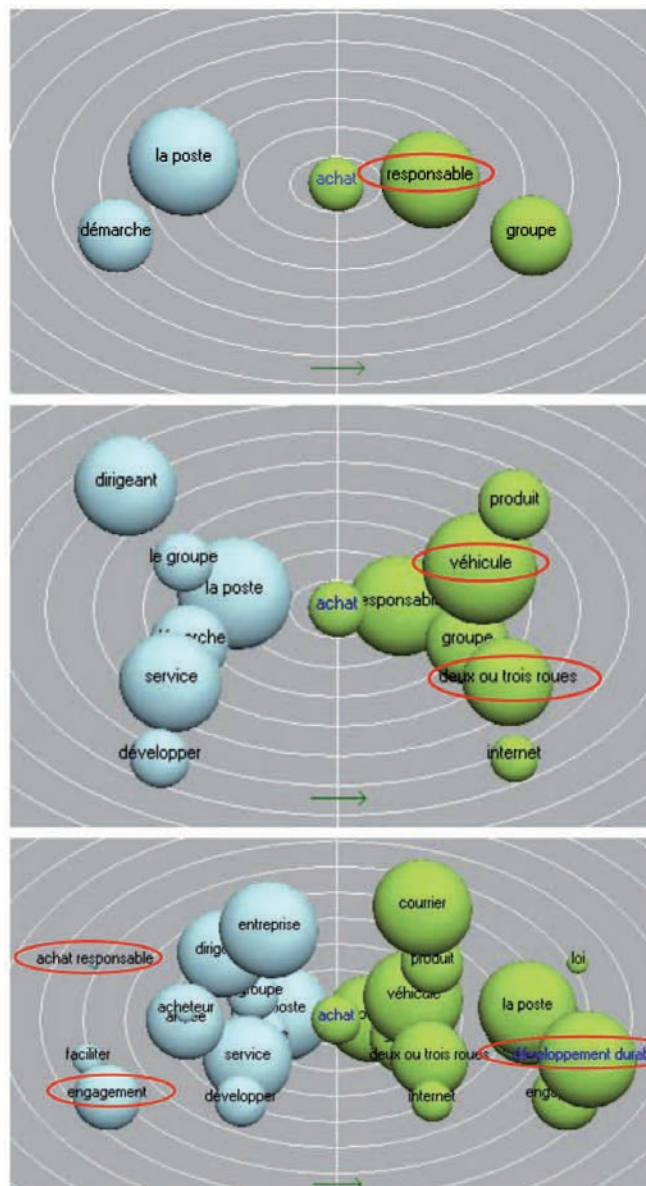 la poste
achat
responsable
démarche
groupe
dirigeant
produit
le groupe
véhicule
la poste
achat
groupe
service
deux ou trois roues
développer
internet
courrier
entreprise
achat responsable
produit
loi
véhicule
la poste
acheteur
achat
faciliter
service
deux ou trois roues
engagement
développer
internet